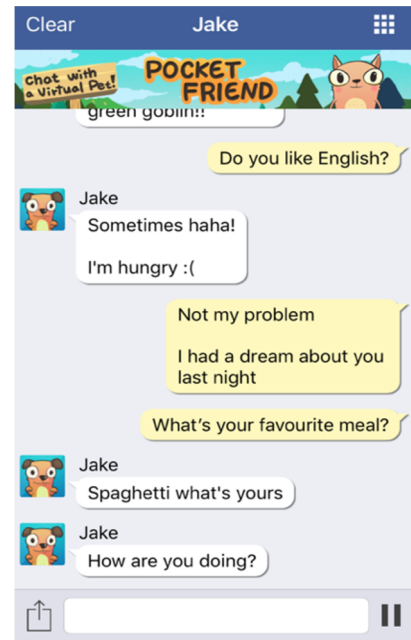 Clear Jake
Chat with
a Virtual Pet!
POCKET
FRIEND
green goblin!!
Do you like English?
Jake
Sometimes haha!
I'm hungry :(
Not my problem
I had a dream about you
last night
What's your favourite meal?
Jake
Spaghetti what's yours
Jake
How are you doing?